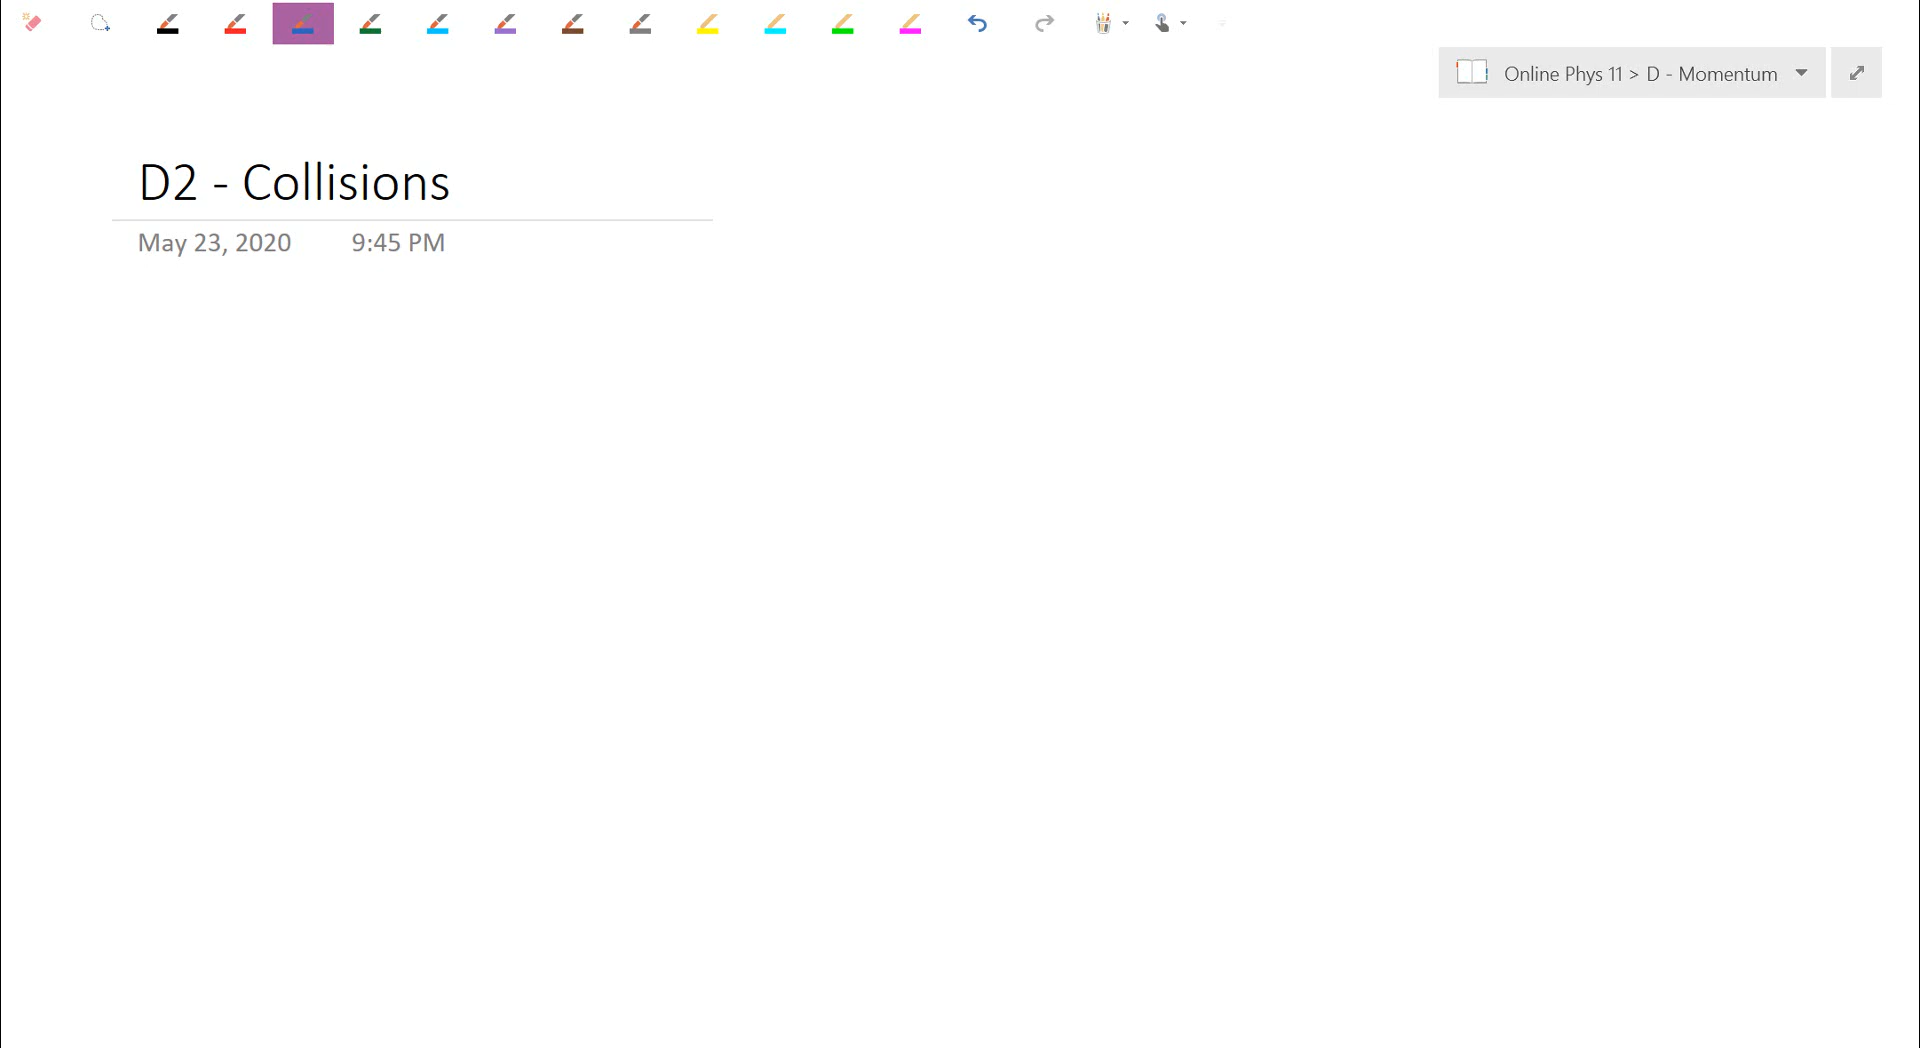 Online Phys 11 > D - Momentum
D2 - Collisions
May 23, 2020 9:45 PM